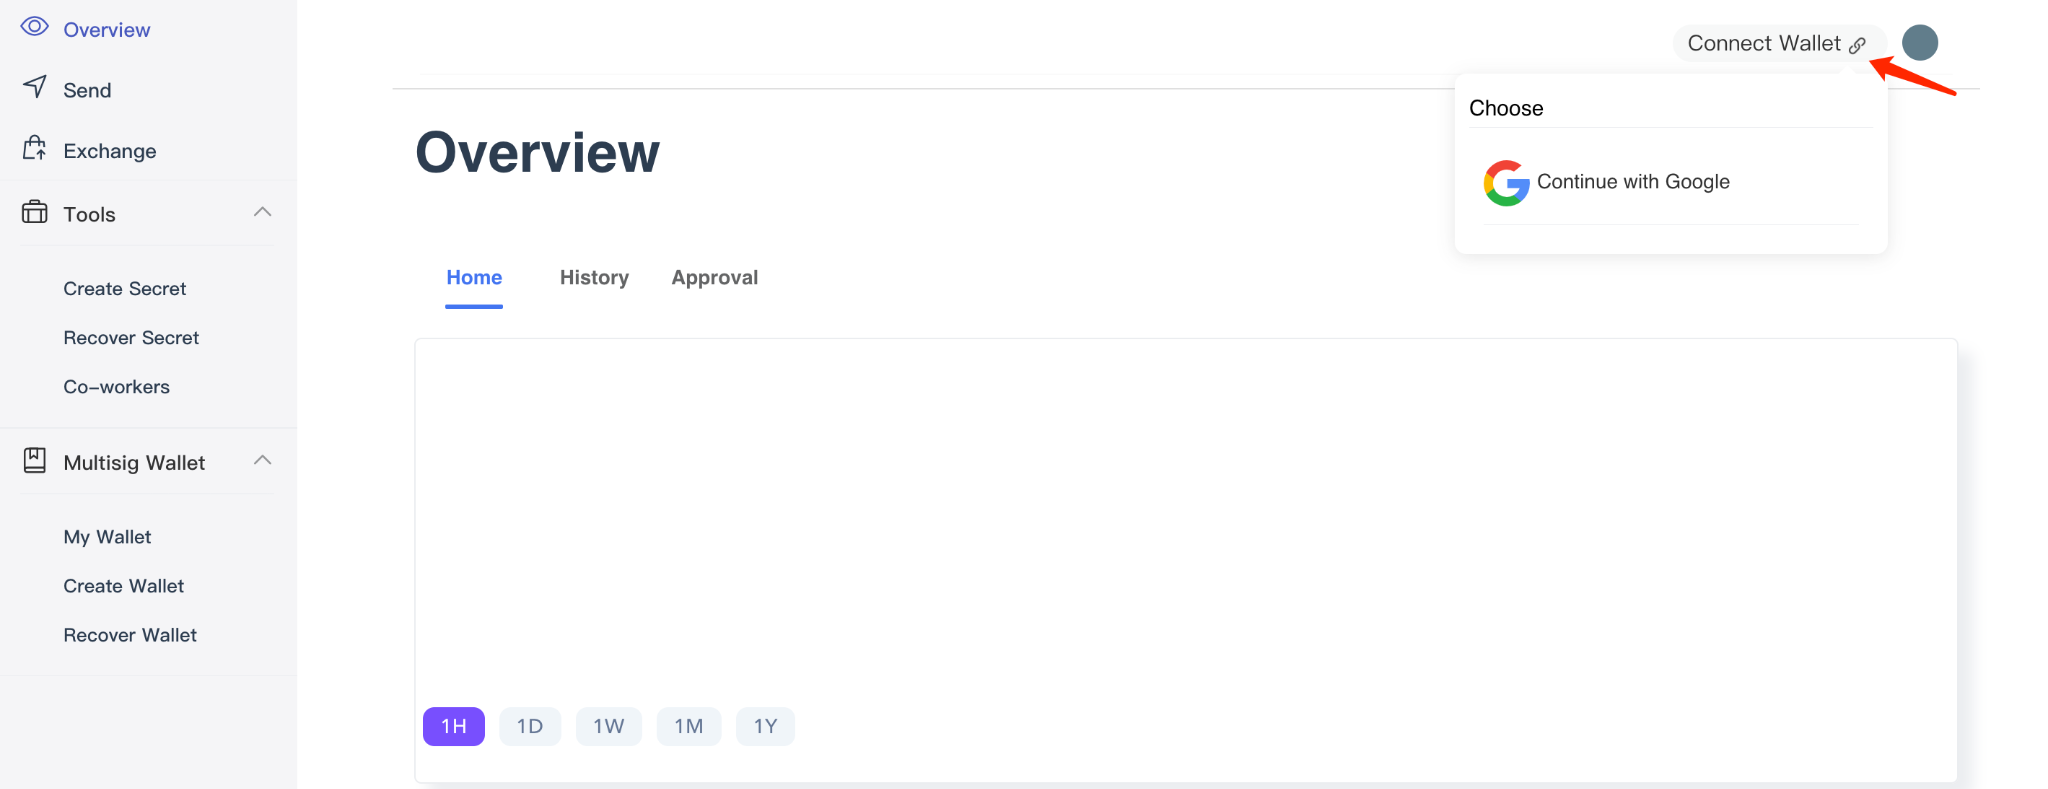 Overview
Send
Exchange
Tools
Create Secret
Recover Secret
Co-workers
Multisig Wallet
My Wallet
Create Wallet
Recover Wallet
Connect Wallet
Choose
Continue with Google
Overview
Home History Approval
1H 1D 1W 1M 1Y